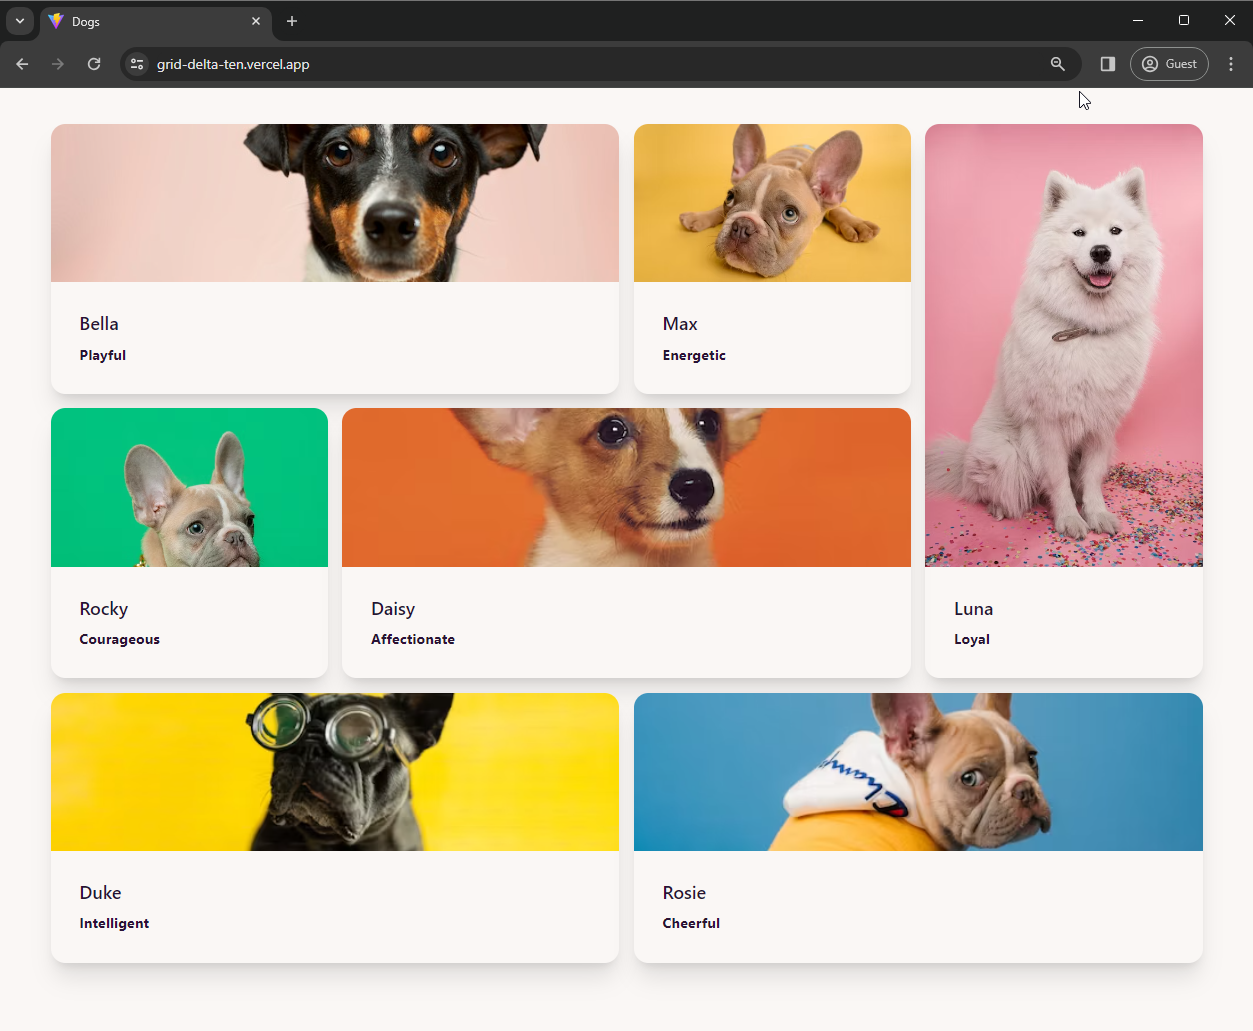 Dogs
grid-delta-ten.vercel.app
Guest
Bella
Playful
Max
Energetic
Rocky
Courageous
Daisy
Affectionate
Luna
Loyal
Duke
Intelligent
Rosie
Cheerful